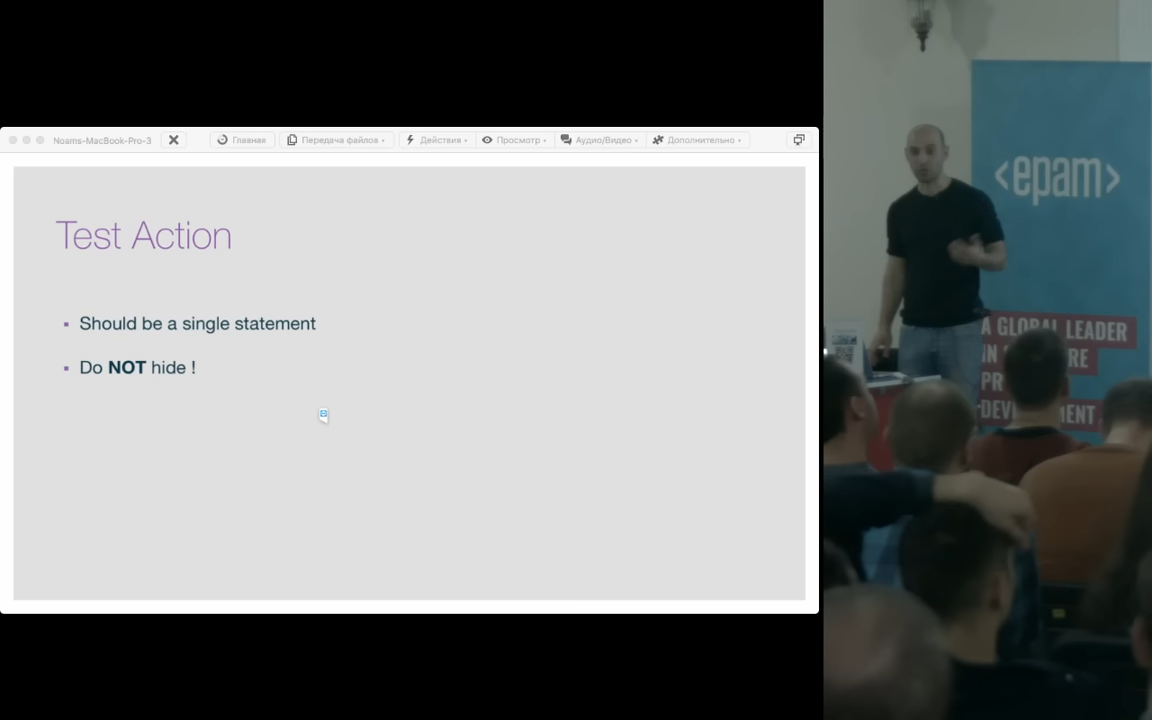 Noams-MacBook-Pro-3
Главная
Передача файлов
Действия
Просмотр
Аудио/Видео
Дополнительно
Test Action
Should be a single statement
Do NOT hide !
<epam>
A GLOBAL LEADER
IN
RE
PR
DEV
MENT